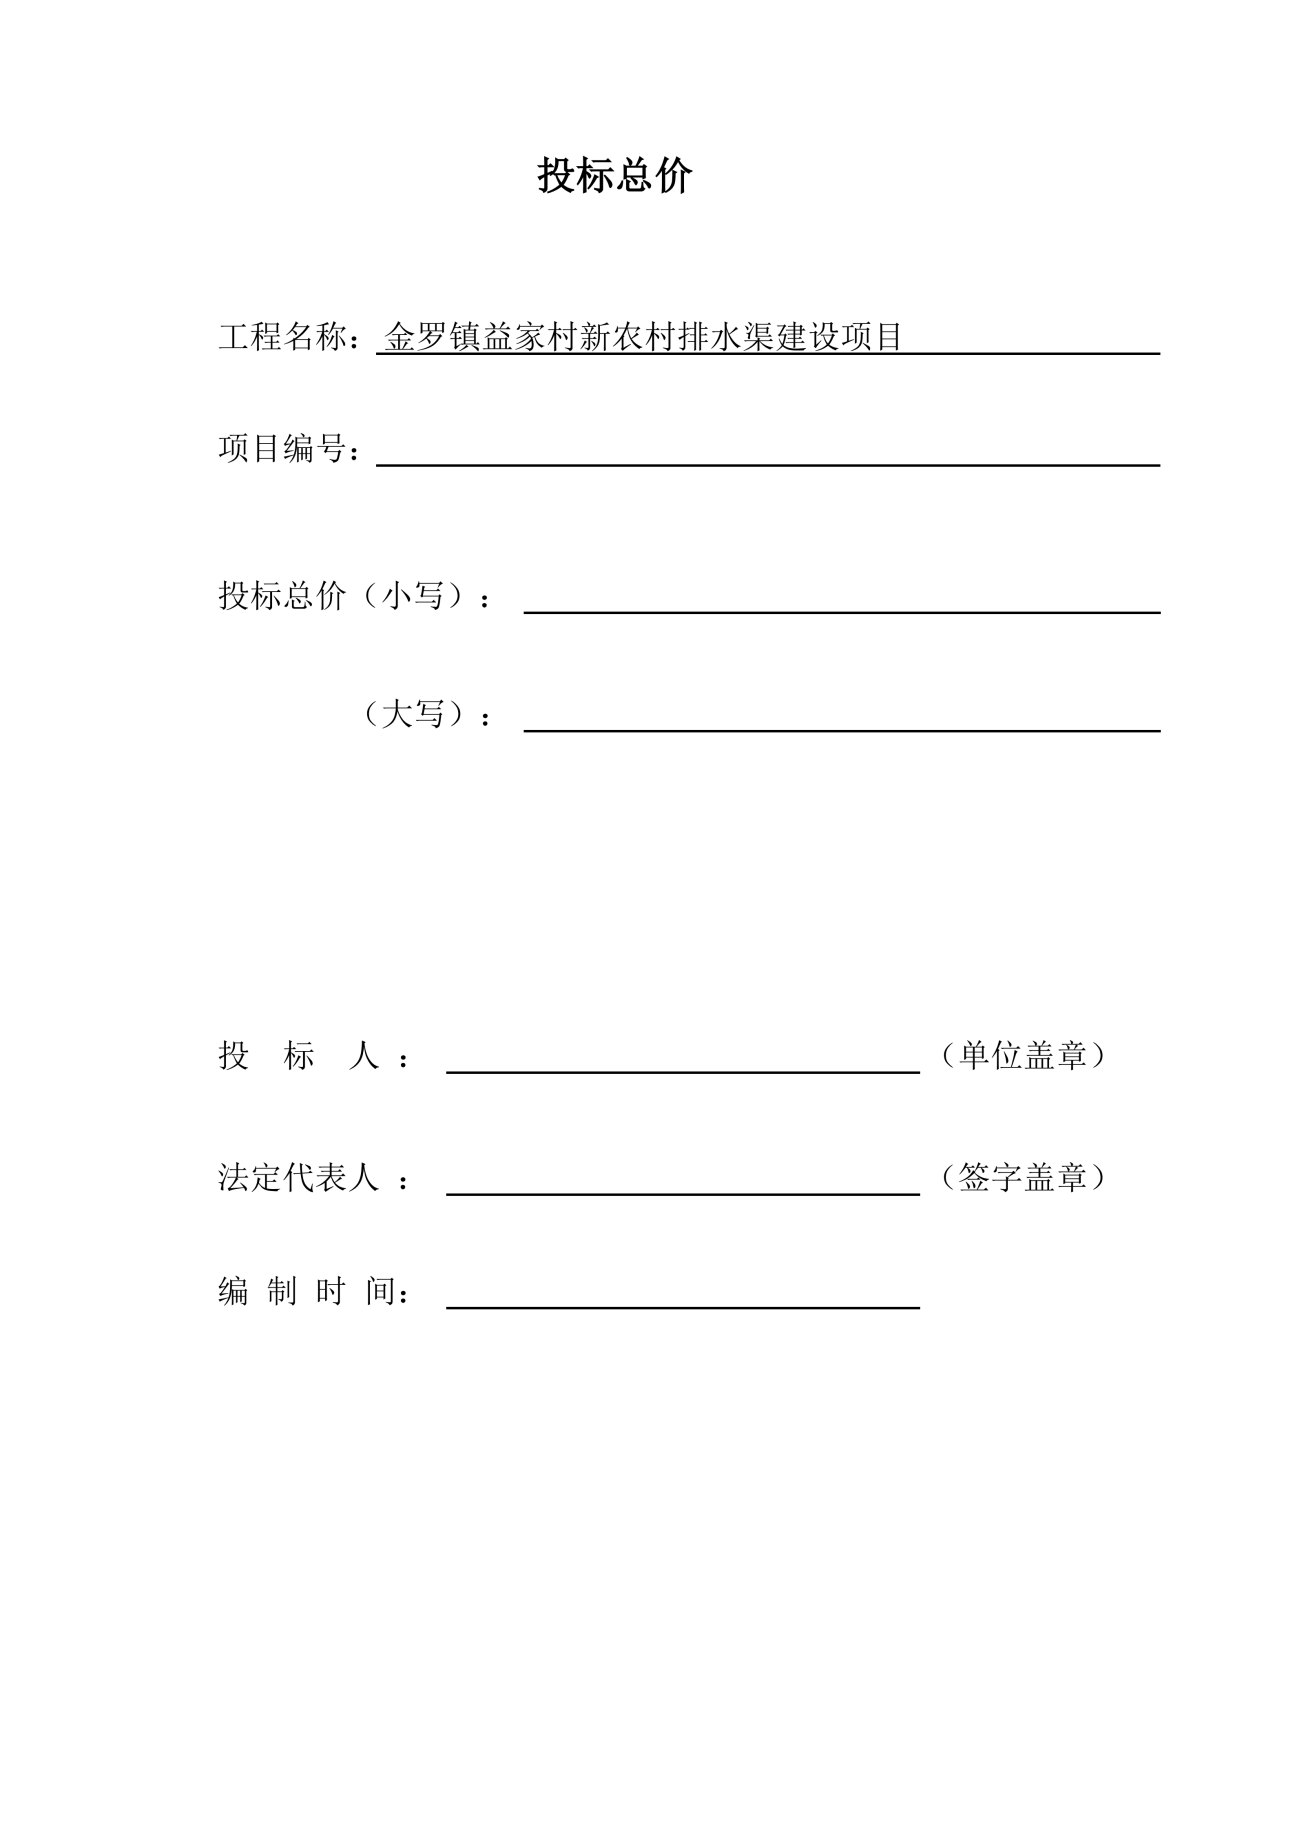 投标总价
工程名称：金罗镇益家村新农村排水渠建设项目
项目编号：
投标总价（小写）：
（大写）：
投 标 人 ： （单位盖章）
法定代表人 ： （签字盖章）
编 制 时 间：